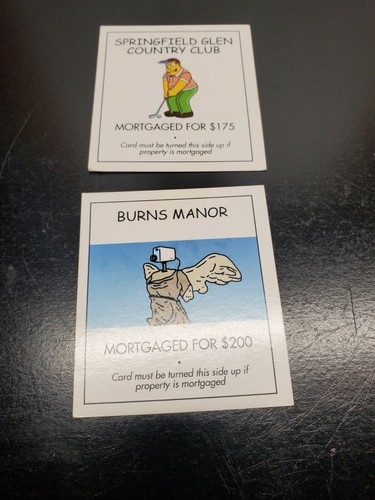 SPRINGFIELD GLEN
COUNTRY CLUB
MORTGAGED FOR $175
Card must be turned this side up if
property is mortgaged
BURNS MANOR
MORTGAGED FOR $200
Card must be turned this side up if
property is mortgaged